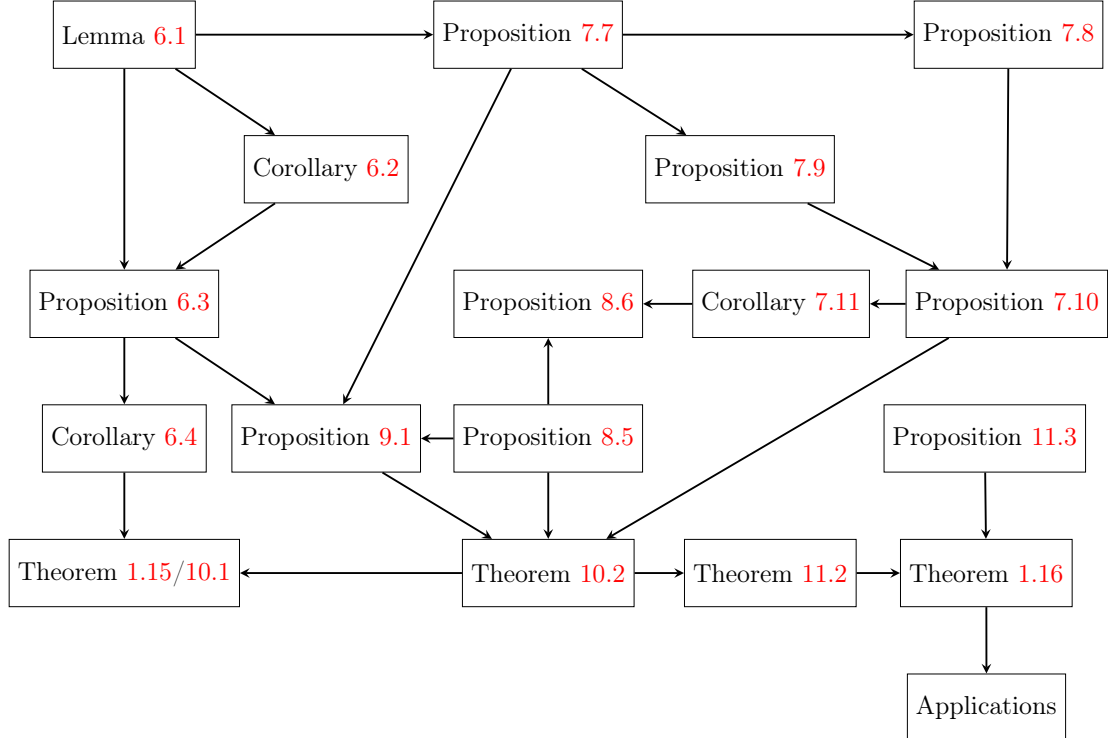 Lemma 6.1
Proposition 7.7
Proposition 7.8
Corollary 6.2
Proposition 7.9
Proposition 6.3
Proposition 8.6
Corollary 7.11
Proposition 7.10
Corollary 6.4
Proposition 9.1
Proposition 8.5
Proposition 11.3
Theorem 1.15/10.1
Theorem 10.2
Theorem 11.2
Theorem 1.16
Applications